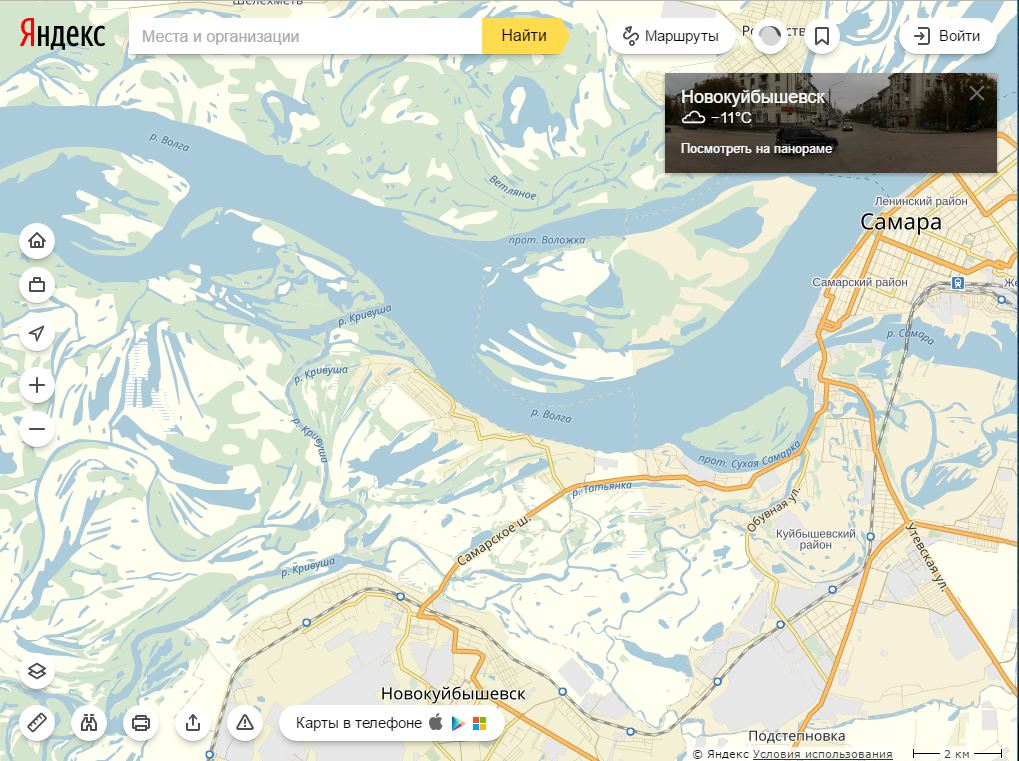 Шелехметь
Яндекс
Места и организации
Найти
Маршруты
Войти
Новокуйбышевск
−11°C
Посмотреть на панораме
р. Волга
Ветляное
Ленинский район
Самара
прот. Воложка
Самарский район
р. Кривуша
р. Самара
р. Кривуша
р. Волга
р. Кривуша
прот. Сухая Самарка
р. Татьянка
Обувная ул.
Самарское ш.
Куйбышевский
район
Утевская ул.
р. Кривуша
Новокуйбышевск
Карты в телефоне
Подстепновка
© Яндекс Условия использования
2 км